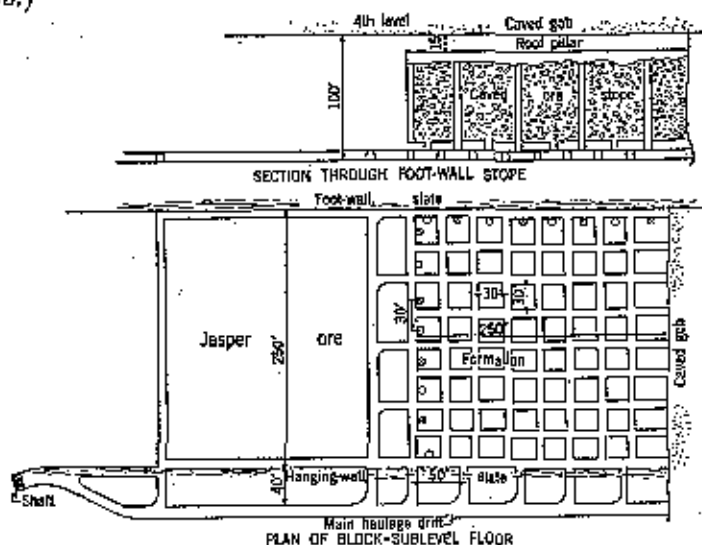 4th level
Caved gob
Roof pillar
15'
100'
Caved ore stope
SECTION THROUGH FOOT-WALL STOPE
Foot-wall slate
30' 30'
30'
250'
Jasper ore
250'
Formation
Caved gob
Hanging-wall 50' slate
40'
Shaft
Main haulage drift
PLAN OF BLOCK-SUBLEVEL FLOOR